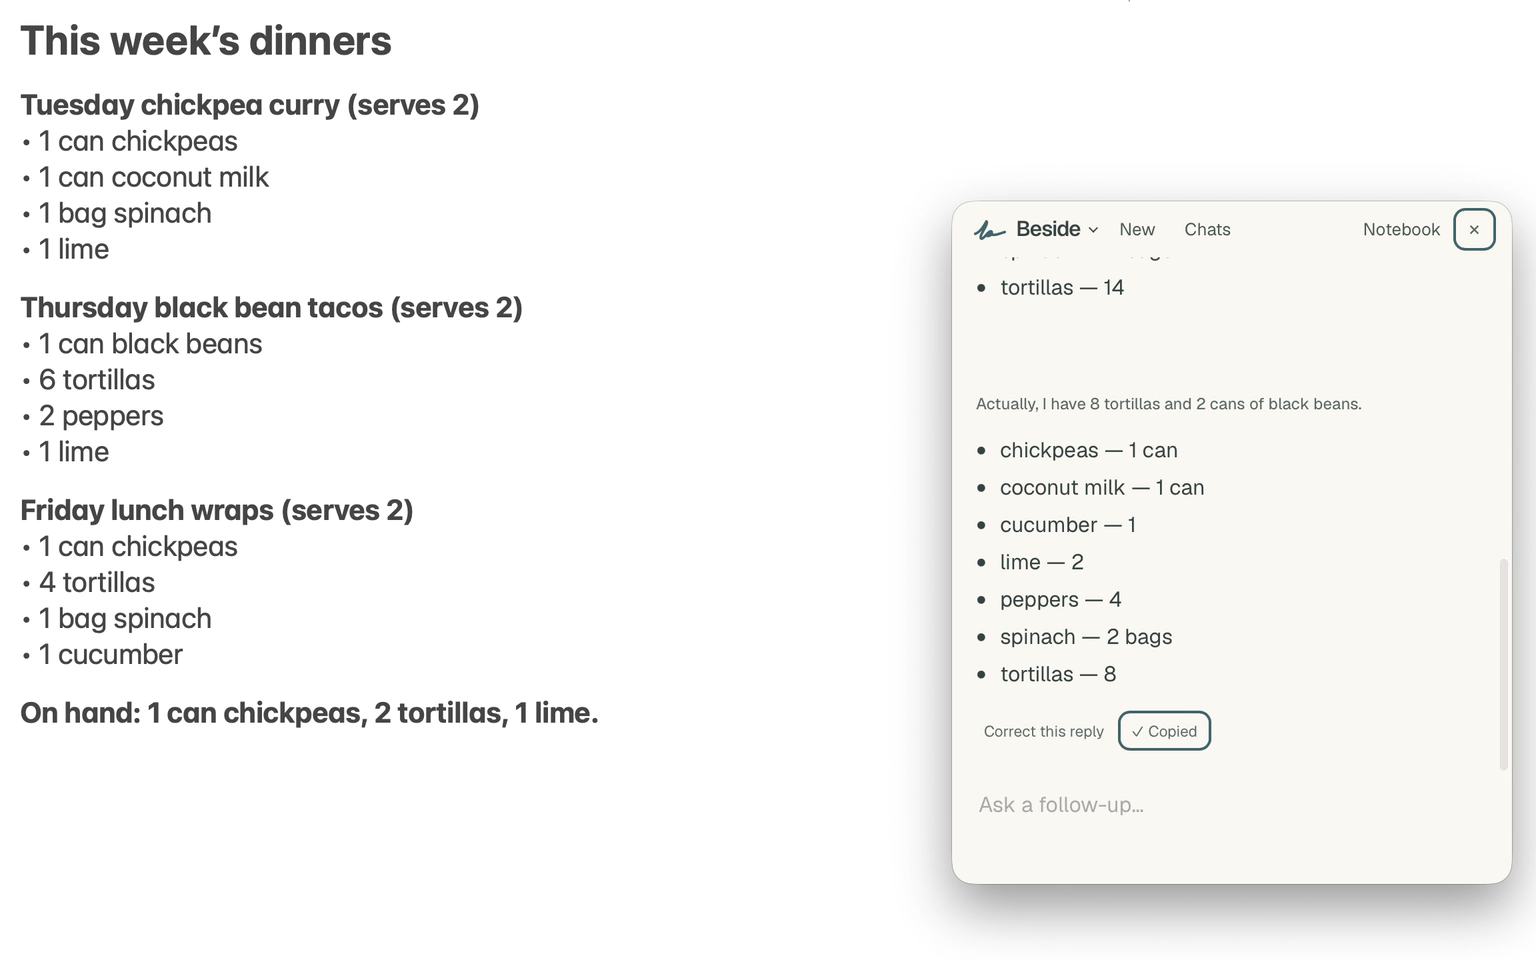 This week’s dinners
Tuesday chickpea curry (serves 2)
• 1 can chickpeas
• 1 can coconut milk
• 1 bag spinach
• 1 lime
Thursday black bean tacos (serves 2)
• 1 can black beans
• 6 tortillas
• 2 peppers
• 1 lime
Friday lunch wraps (serves 2)
• 1 can chickpeas
• 4 tortillas
• 1 bag spinach
• 1 cucumber
On hand: 1 can chickpeas, 2 tortillas, 1 lime.
Beside New Chats Notebook ×
• tortillas — 14
Actually, I have 8 tortillas and 2 cans of black beans.
• chickpeas — 1 can
• coconut milk — 1 can
• cucumber — 1
• lime — 2
• peppers — 4
• spinach — 2 bags
• tortillas — 8
Correct this reply ✓ Copied
Ask a follow-up…